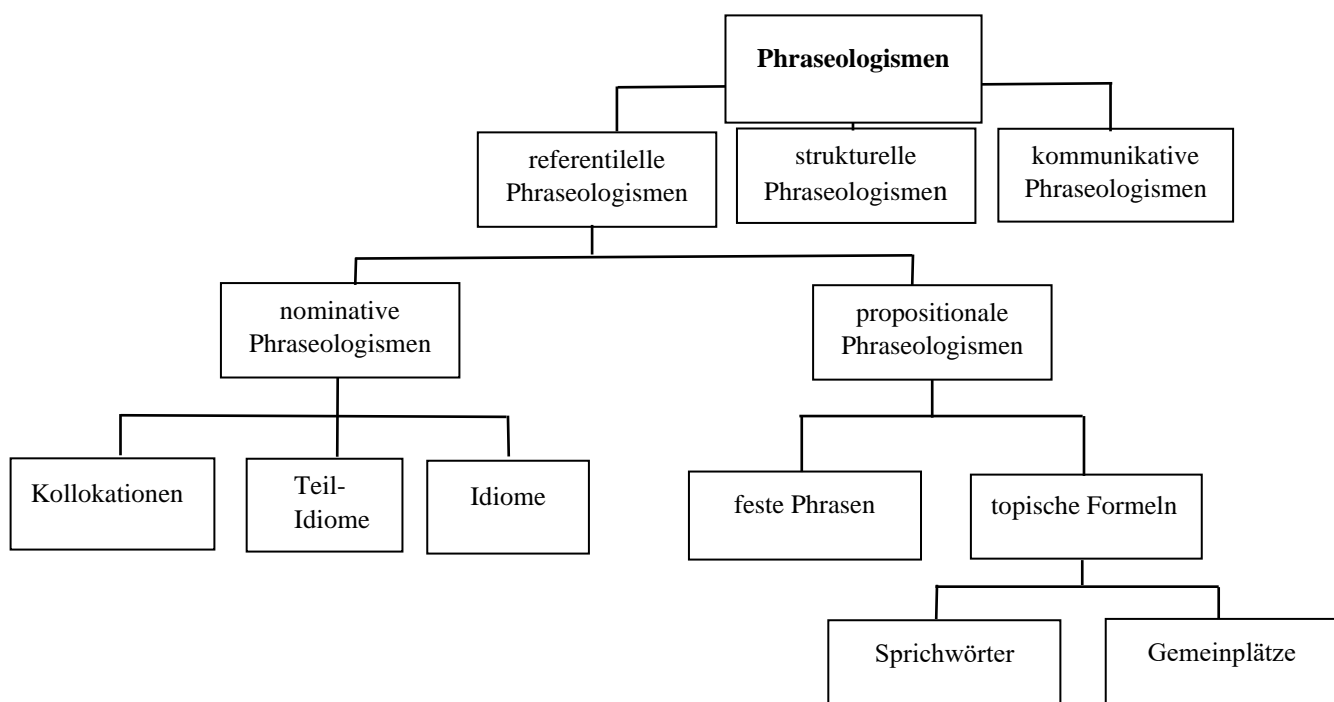 Phraseologismen
referentilelle
Phraseologismen
strukturelle
Phraseologismen
kommunikative
Phraseologismen
nominative
Phraseologismen
propositionale
Phraseologismen
Kollokationen
Teil-
Idiome
Idiome
feste Phrasen
topische Formeln
Sprichwörter
Gemeinplätze